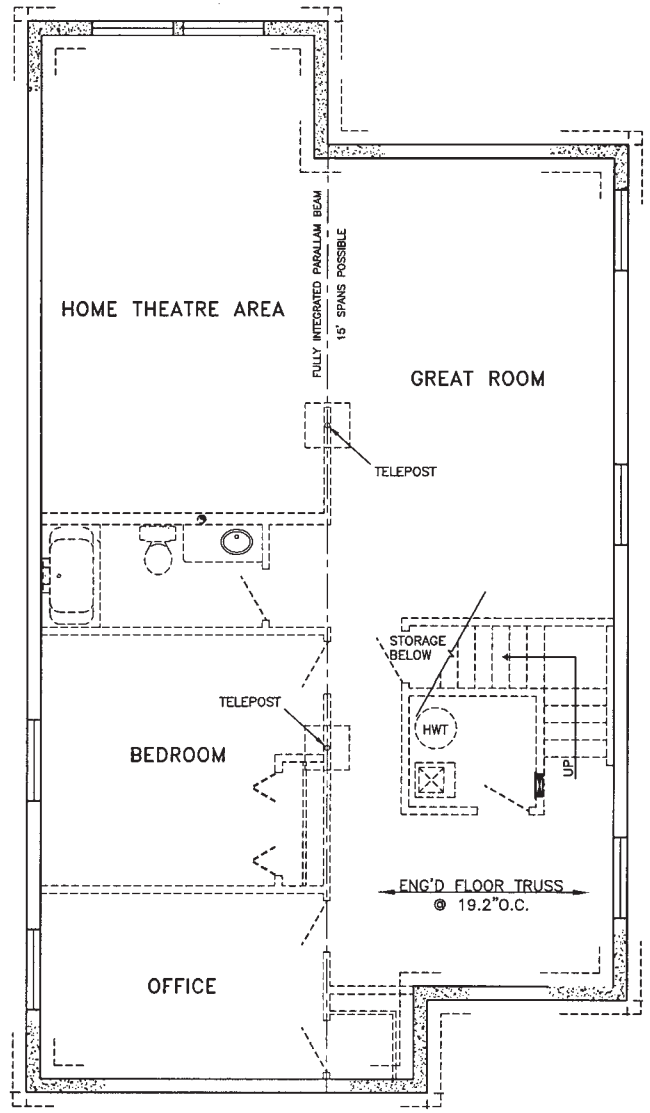 FULLY INTEGRATED PARALLAM BEAM
15' SPANS POSSIBLE
HOME THEATRE AREA
GREAT ROOM
TELEPOST
STORAGE
BELOW
TELEPOST
HWT
BEDROOM
UP
ENG'D FLOOR TRUSS
@ 19.2"O.C.
OFFICE